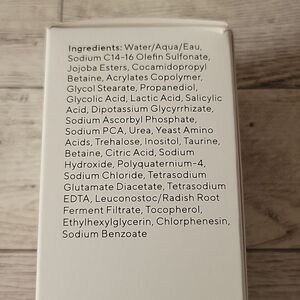 Ingredients: Water/Aqua/Eau,
Sodium C14-16 Olefin Sulfonate,
Jojoba Esters, Cocamidopropyl
Betaine, Acrylates Copolymer,
Glycol Stearate, Propanediol,
Glycolic Acid, Lactic Acid, Salicylic
Acid, Dipotassium Glycyrrhizate,
Sodium Ascorbyl Phosphate,
Sodium PCA, Urea, Yeast Amino
Acids, Trehalose, Inositol, Taurine,
Betaine, Citric Acid, Sodium
Hydroxide, Polyquaternium-4,
Sodium Chloride, Tetrasodium
Glutamate Diacetate, Tetrasodium
EDTA, Leuconostoc/Radish Root
Ferment Filtrate, Tocopherol,
Ethylhexylglycerin, Chlorphenesin,
Sodium Benzoate